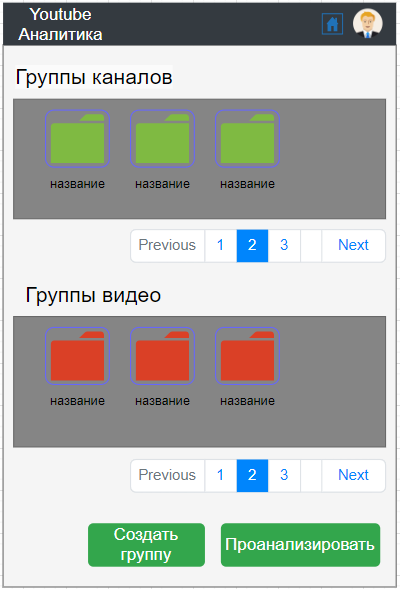 Youtube
Аналитика
Группы каналов
название название название
Previous 1 2 3 Next
Группы видео
название название название
Previous 1 2 3 Next
Создать
группу
Проанализировать